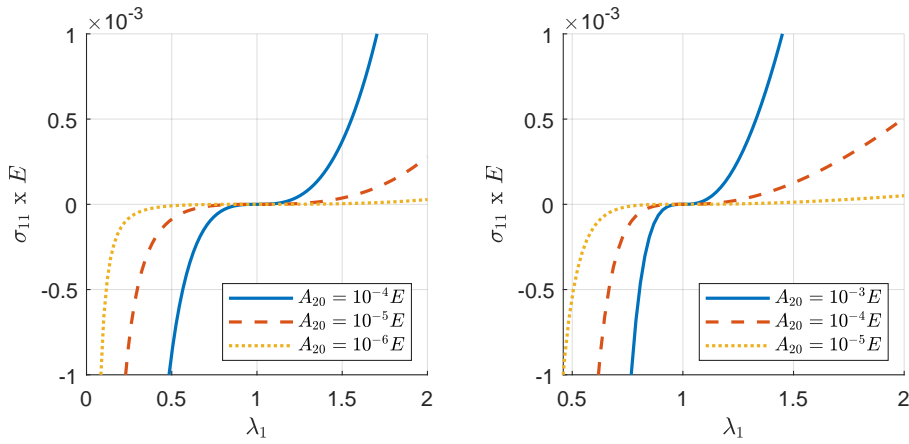 ×10⁻³
1
0.5
0
-0.5
-1
σ₁₁ x E
0 0.5 1 1.5 2
λ₁
A₂₀ = 10⁻⁴E
A₂₀ = 10⁻⁵E
A₂₀ = 10⁻⁶E
×10⁻³
1
0.5
0
-0.5
-1
σ₁₁ x E
0.5 1 1.5 2
λ₁
A₂₀ = 10⁻³E
A₂₀ = 10⁻⁴E
A₂₀ = 10⁻⁵E